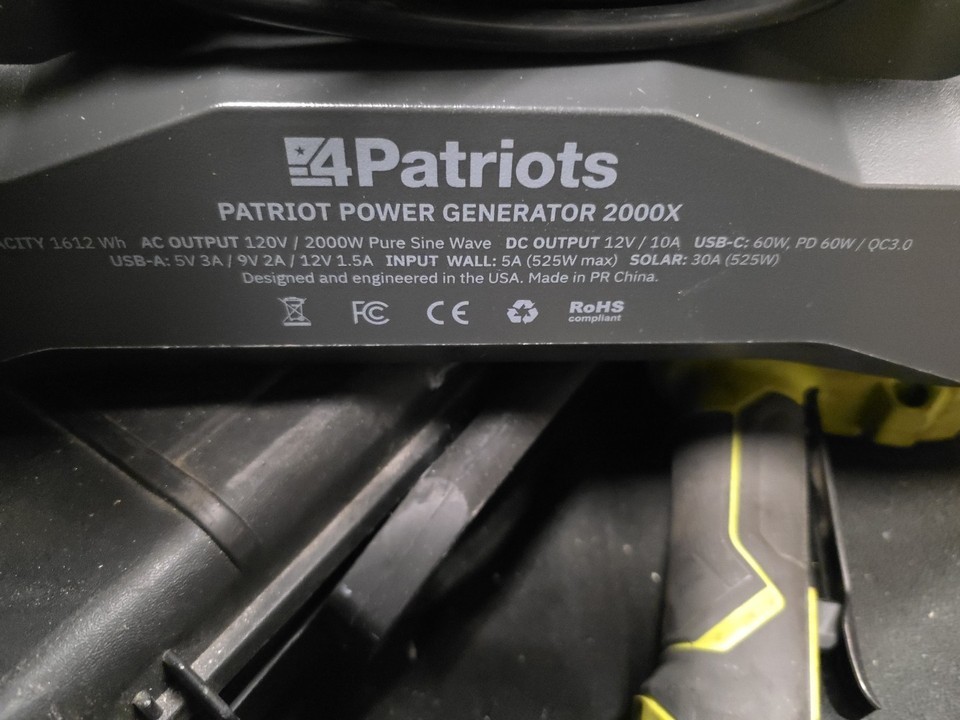 4Patriots
PATRIOT POWER GENERATOR 2000X
1612 Wh AC OUTPUT 120V / 2000W Pure Sine Wave DC OUTPUT 12V / 10A USB-C: 60W, PD 60W / QC3.0
USB-A: 5V 3A / 9V 2A / 12V 1.5A INPUT WALL: 5A (525W max) SOLAR: 30A (525W)
Designed and engineered in the USA. Made in PR China.
FC CE RoHS
compliant